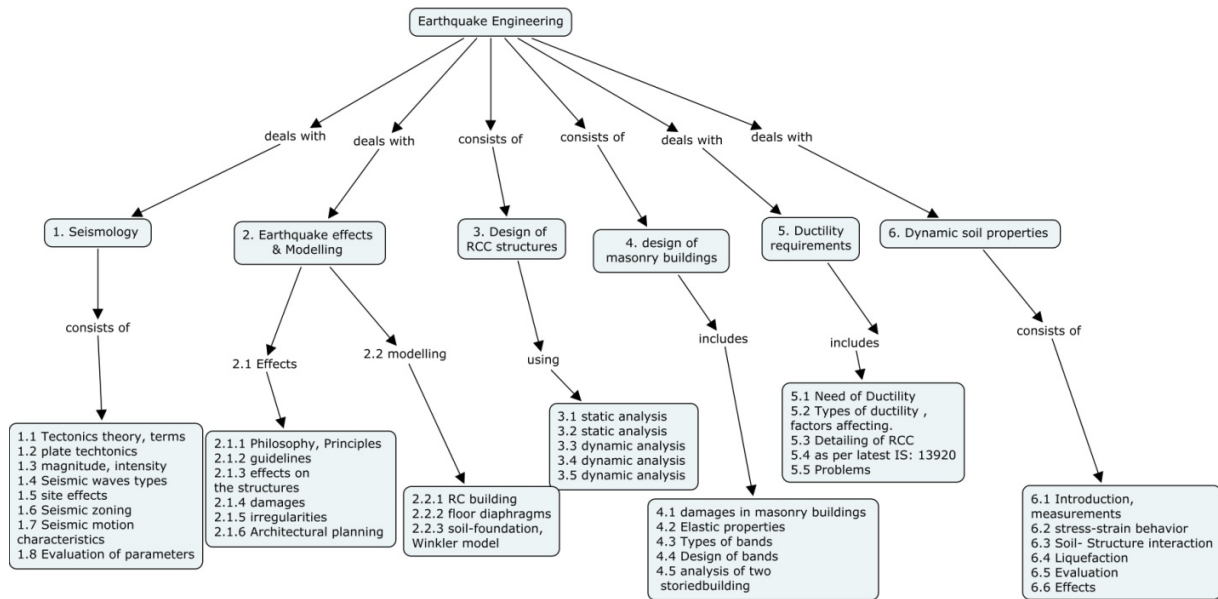 Earthquake Engineering
deals with
deals with
consists of
consists of
deals with
deals with
1. Seismology
2. Earthquake effects
& Modelling
3. Design of
RCC structures
4. design of
masonry buildings
5. Ductility
requirements
6. Dynamic soil properties
consists of
2.1 Effects
2.2 modelling
using
includes
includes
consists of
1.1 Tectonics theory, terms
1.2 plate techtonics
1.3 magnitude, intensity
1.4 Seismic waves types
1.5 site effects
1.6 Seismic zoning
1.7 Seismic motion
characteristics
1.8 Evaluation of parameters
2.1.1 Philosophy, Principles
2.1.2 guidelines
2.1.3 effects on
the structures
2.1.4 damages
2.1.5 irregularities
2.1.6 Architectural planning
2.2.1 RC building
2.2.2 floor diaphragms
2.2.3 soil-foundation,
Winkler model
3.1 static analysis
3.2 static analysis
3.3 dynamic analysis
3.4 dynamic analysis
3.5 dynamic analysis
4.1 damages in masonry buildings
4.2 Elastic properties
4.3 Types of bands
4.4 Design of bands
4.5 analysis of two
storiedbuilding
5.1 Need of Ductility
5.2 Types of ductility ,
factors affecting.
5.3 Detailing of RCC
5.4 as per latest IS: 13920
5.5 Problems
6.1 Introduction,
measurements
6.2 stress-strain behavior
6.3 Soil- Structure interaction
6.4 Liquefaction
6.5 Evaluation
6.6 Effects